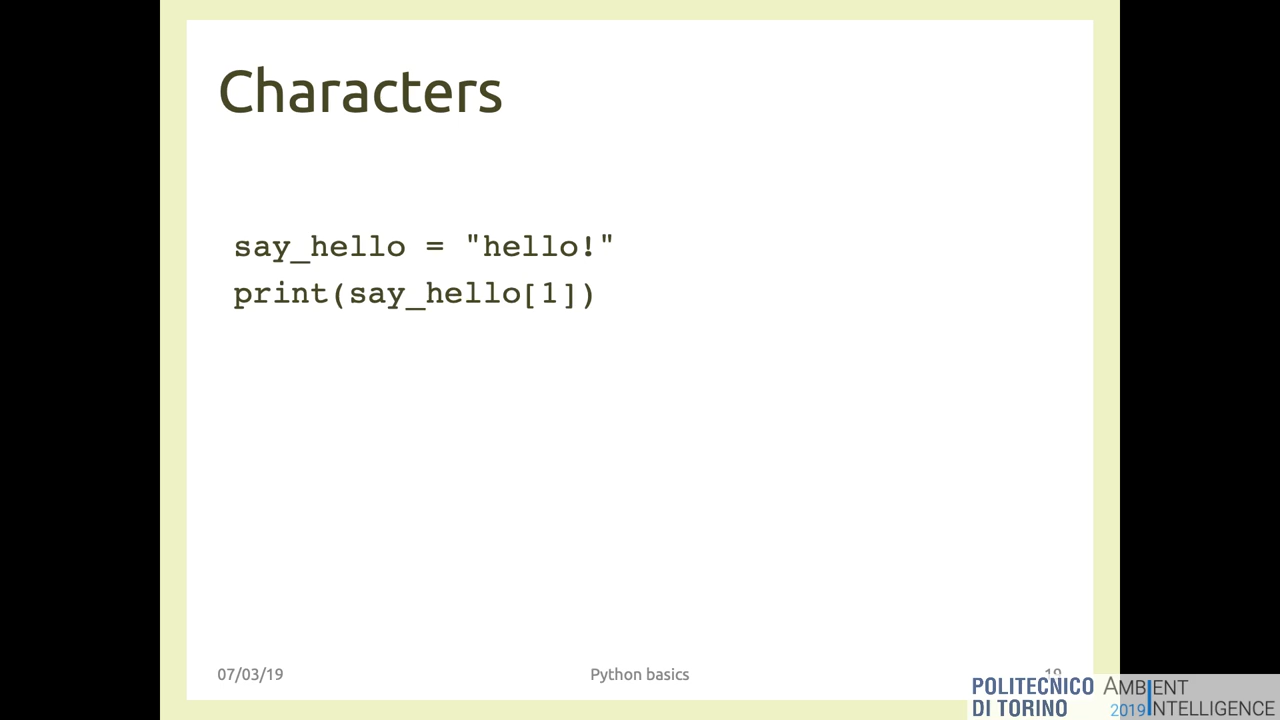 Characters
say_hello = "hello!"
print(say_hello[1])
07/03/19
Python basics
POLITECNICO
DI TORINO
AMBIENT
2019 INTELLIGENCE